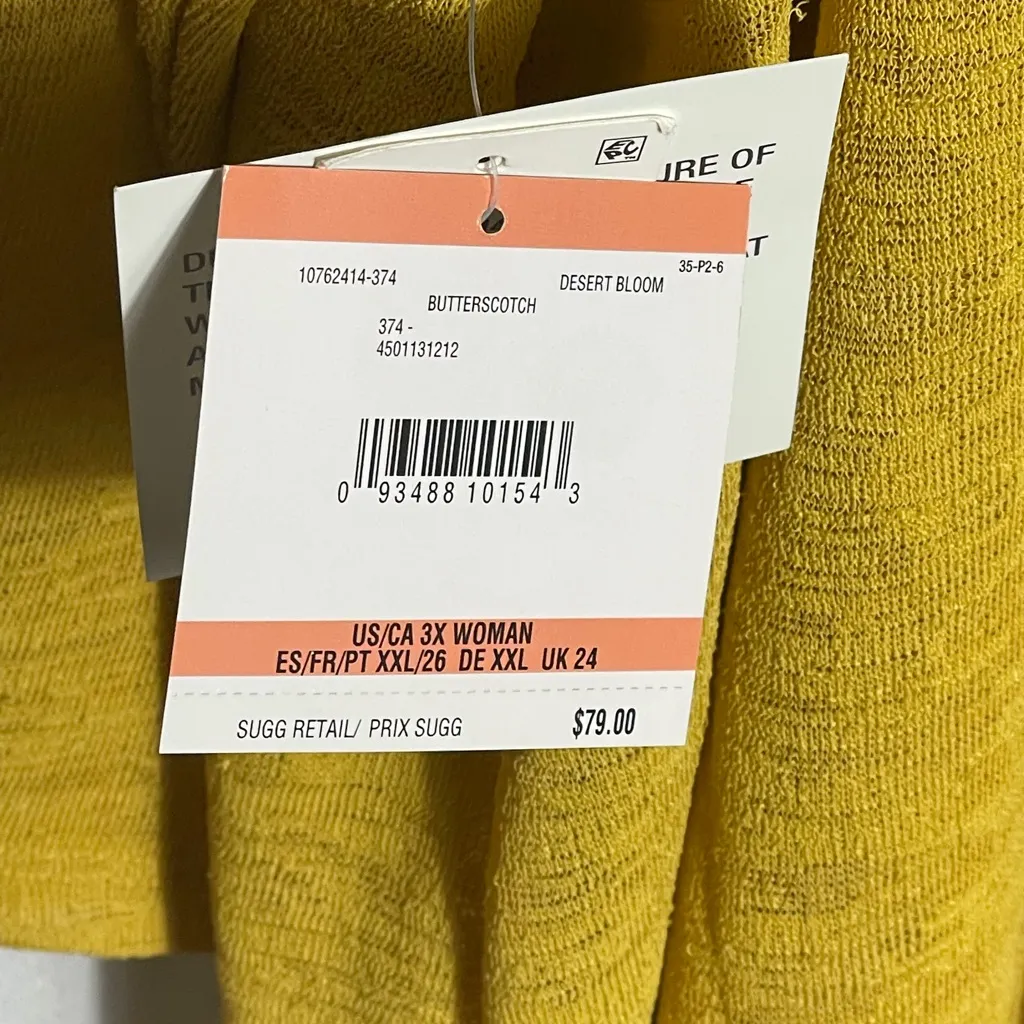 URE OF
AT
35-P2-6
10762414-374
DESERT BLOOM
BUTTERSCOTCH
374 -
4501131212
0 93488 10154 3
US/CA 3X WOMAN
ES/FR/PT XXL/26 DE XXL UK 24
SUGG RETAIL/ PRIX SUGG
$79.00